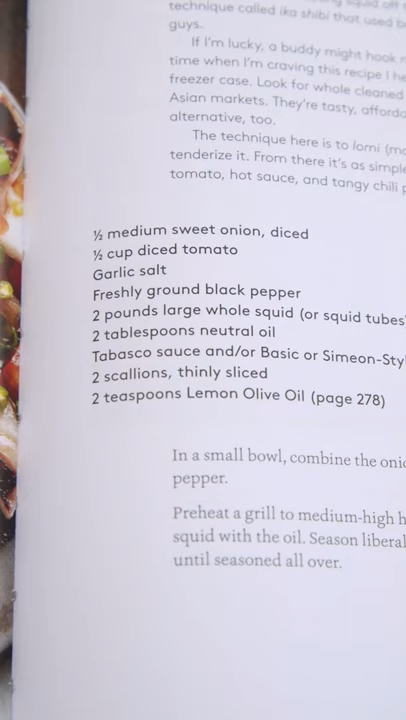 technique called ika shibi that used b
guys.
If I'm lucky, a buddy might hook
time when I'm craving this recipe I he
freezer case. Look for whole cleaned
Asian markets. They're tasty, afforda
alternative, too.
The technique here is to lomi (ma
tenderize it. From there it's as simple
tomato, hot sauce, and tangy chili p
½ medium sweet onion, diced
½ cup diced tomato
Garlic salt
Freshly ground black pepper
2 pounds large whole squid (or squid tubes
2 tablespoons neutral oil
Tabasco sauce and/or Basic or Simeon-Sty
2 scallions, thinly sliced
2 teaspoons Lemon Olive Oil (page 278)
In a small bowl, combine the onio
pepper.
Preheat a grill to medium-high h
squid with the oil. Season liberal
until seasoned all over.